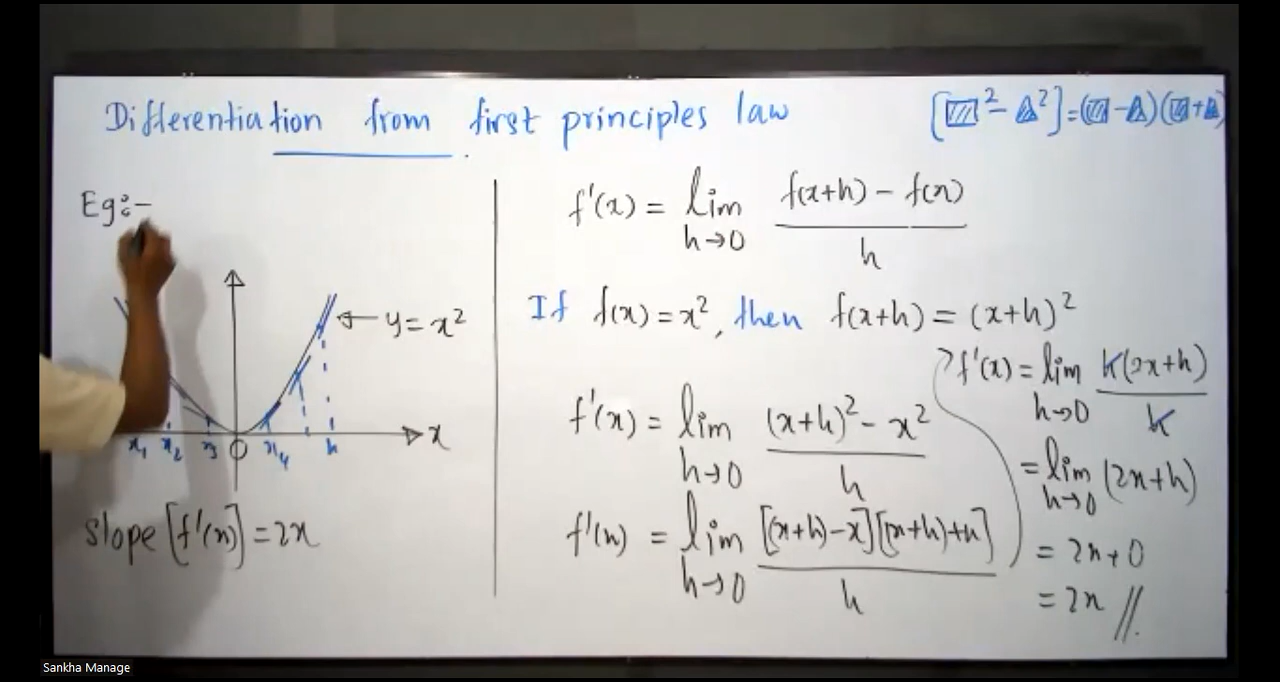 Differentiation from first principles law
[▨² - △²] = (▨ - △)(▨ + △)
Eg:-
y = x²
x
x₁ x₂ x₃ O x₄ h
Slope [f'(x)] = 2x
f'(x) = lim h→0 f(x+h) - f(x) / h
If f(x) = x², then f(x+h) = (x+h)²
f'(x) = lim h→0 (x+h)² - x² / h
f'(x) = lim h→0 [(x+h)-x][(x+h)+x] / h
f'(x) = lim h→0 h(2x+h) / h
= lim h→0 (2x+h)
= 2x+0
= 2x //
Sankha Manage